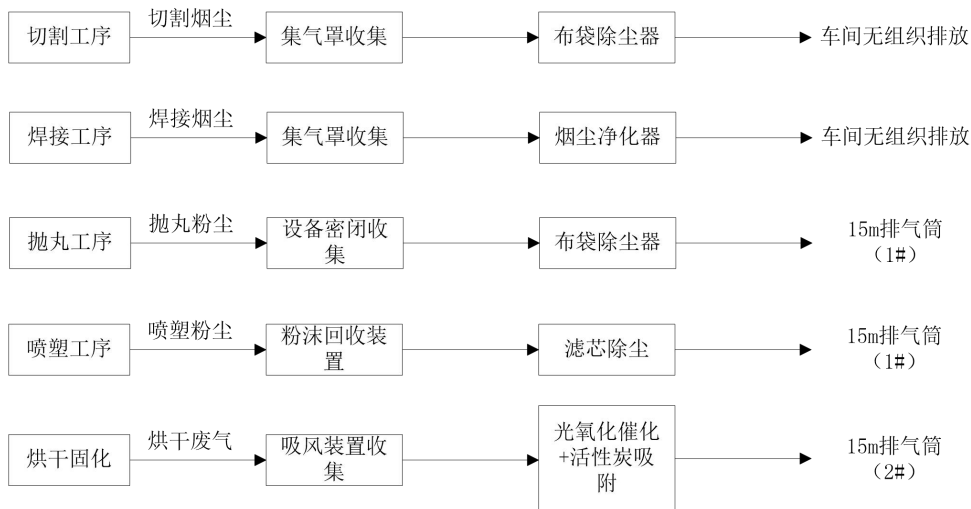 切割烟尘
切割工序
集气罩收集
布袋除尘器
车间无组织排放
焊接烟尘
焊接工序
集气罩收集
烟尘净化器
车间无组织排放
抛丸粉尘
抛丸工序
设备密闭收
集
布袋除尘器
15m排气筒
（1#）
喷塑粉尘
喷塑工序
粉沫回收装
置
滤芯除尘
15m排气筒
（1#）
烘干废气
烘干固化
吸风装置收
集
光氧化催化
+活性炭吸
附
15m排气筒
（2#）